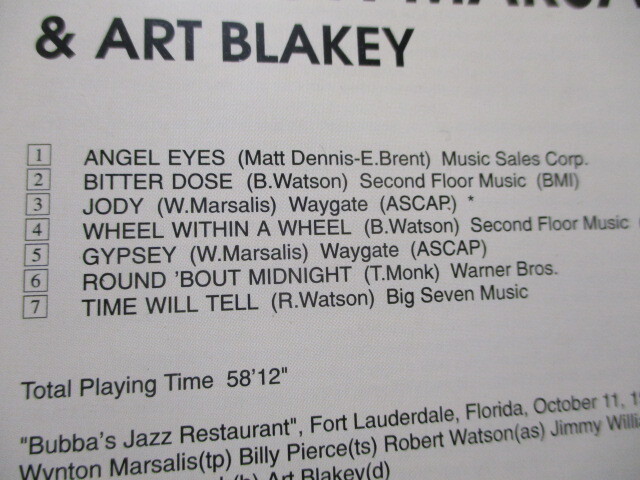 & ART BLAKEY
1 ANGEL EYES (Matt Dennis-E.Brent) Music Sales Corp.
2 BITTER DOSE (B.Watson) Second Floor Music (BMI)
3 JODY (W.Marsalis) Waygate (ASCAP) *
4 WHEEL WITHIN A WHEEL (B.Watson) Second Floor Music (
5 GYPSEY (W.Marsalis) Waygate (ASCAP)
6 ROUND 'BOUT MIDNIGHT (T.Monk) Warner Bros.
7 TIME WILL TELL (R.Watson) Big Seven Music
Total Playing Time 58'12"
"Bubba's Jazz Restaurant", Fort Lauderdale, Florida, October 11, 1
Wynton Marsalis(tp) Billy Pierce(ts) Robert Watson(as) Jimmy Willi
(b) Art Blakey(d)